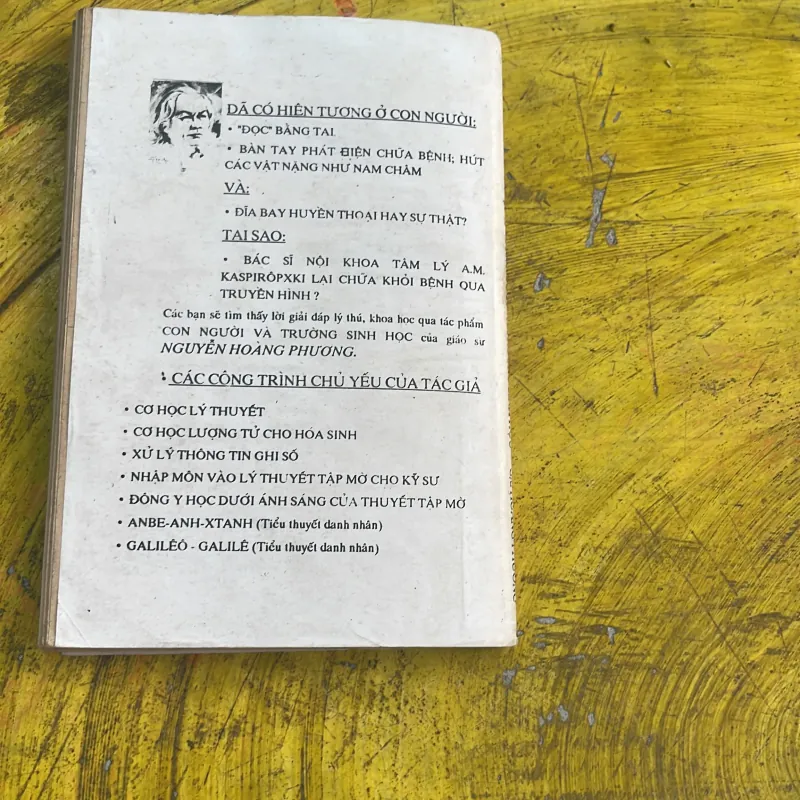 DÃ CÓ HIÊN TƯƠNG Ở CON NGƯỜI:
• "ĐỌC" BẰNG TAI.
• BÀN TAY PHÁT ĐIỆN CHỮA BỆNH; HÚT
CÁC VẬT NẶNG NHƯ NAM CHÂM
VÀ:
• ĐĨA BAY HUYỀN THOẠI HAY SỰ THẬT?
TAI SAO:
• BÁC SĨ NỘI KHOA TÂM LÝ A.M.
KASPIRÔPXKI LẠI CHỮA KHỎI BỆNH QUA
TRUYỀN HÌNH ?
Các bạn sẽ tìm thấy lời giải đáp lý thú, khoa học qua tác phẩm
CON NGƯỜI VÀ TRƯỜNG SINH HỌC của giáo sư
NGUYỄN HOÀNG PHƯƠNG.
• CÁC CÔNG TRÌNH CHỦ YẾU CỦA TÁC GIẢ
• CƠ HỌC LÝ THUYẾT
• CƠ HỌC LƯỢNG TỬ CHO HÓA SINH
• XỬ LÝ THÔNG TIN GHI SỐ
• NHẬP MÔN VÀO LÝ THUYẾT TẬP MỜ CHO KỸ SƯ
• ĐÔNG Y HỌC DƯỚI ÁNH SÁNG CỦA THUYẾT TẬP MỜ
• ANBE-ANH-XTANH (Tiểu thuyết danh nhân)
• GALILÊÔ - GALILÊ (Tiểu thuyết danh nhân)